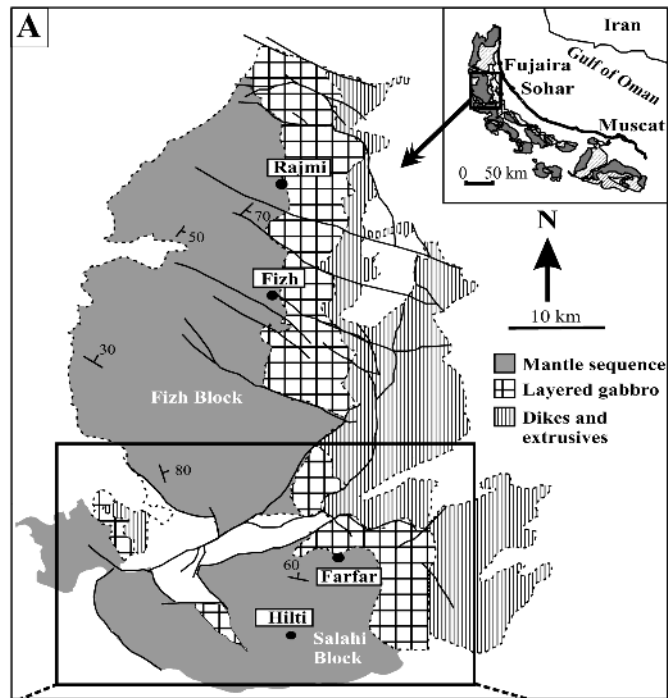 A
Iran
Gulf of Oman
Fujaira
Sohar
Muscat
0 50 km
N
10 km
Mantle sequence
Layered gabbro
Dikes and
extrusives
Rajmi
70
50
Fizh
30
Fizh Block
80
60
Farfar
Hilti
Salahi
Block